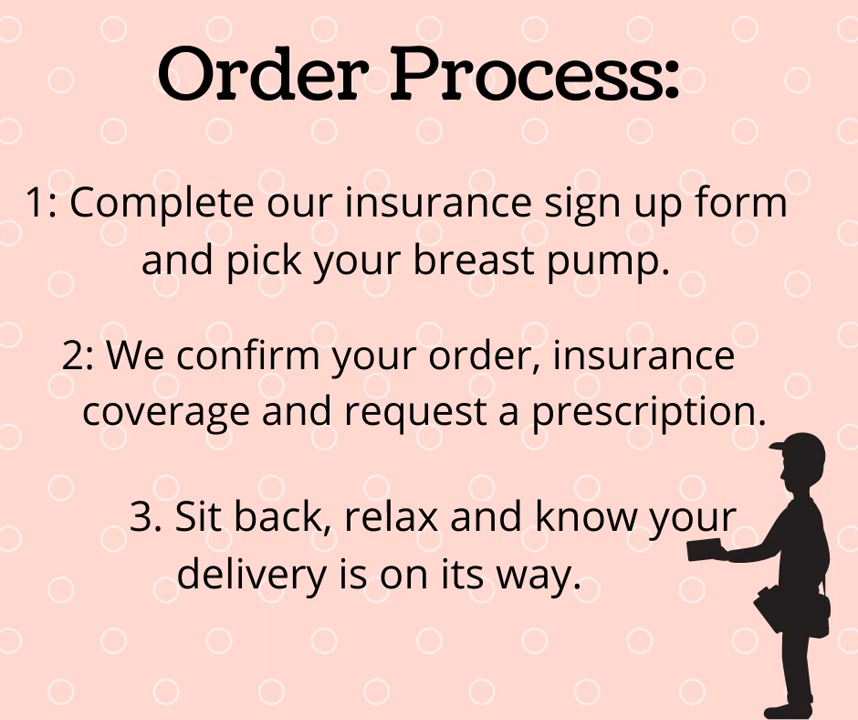 Order Process:
1: Complete our insurance sign up form
and pick your breast pump.
2: We confirm your order, insurance
coverage and request a prescription.
3. Sit back, relax and know your
delivery is on its way.